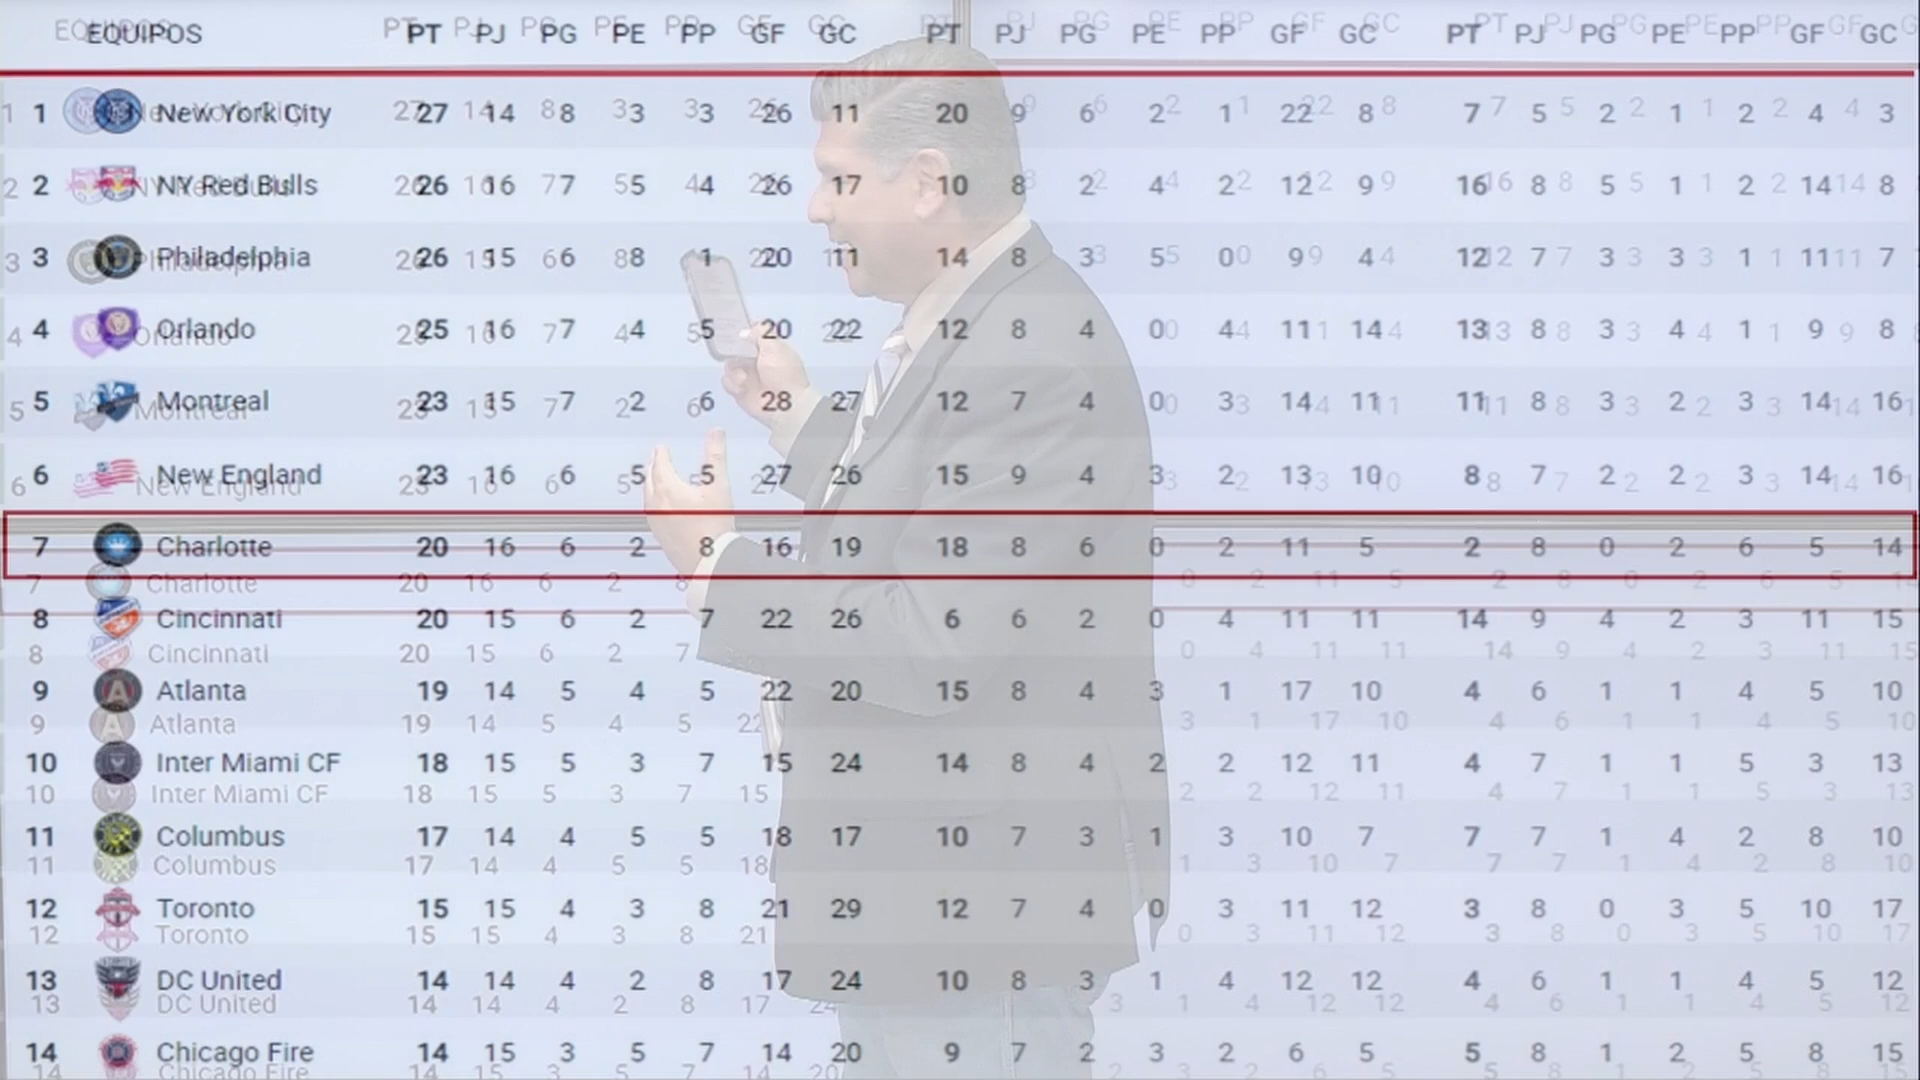 EQUIPOS PT PJ PG PE PP GF GC PT PJ PG PE PP GF GC PT PJ PG PE PP GF GC
1 New York City 27 14 8 3 3 26 11 20 9 6 2 1 22 8 7 5 2 1 2 4 3
2 NY Red Bulls 26 16 7 5 4 26 17 10 8 2 4 2 12 9 16 8 5 1 2 14 8
3 Philadelphia 26 15 6 8 1 20 11 14 8 3 5 0 9 4 12 7 3 3 1 11 7
4 Orlando 25 16 7 4 5 20 22 12 8 4 0 4 11 14 13 8 3 4 1 9 8
5 Montreal 23 15 7 2 6 28 27 12 7 4 0 3 14 11 11 8 3 2 3 14 16
6 New England 23 16 6 5 5 27 26 15 9 4 3 2 13 10 8 7 2 2 3 14 16
7 Charlotte 20 16 6 2 8 16 19 18 8 6 0 2 11 5 2 8 0 2 6 5 14
8 Cincinnati 20 15 6 2 7 22 26 6 6 2 0 4 11 11 14 9 4 2 3 11 15
9 Atlanta 19 14 5 4 5 22 20 15 8 4 3 1 17 10 4 6 1 1 4 5 10
10 Inter Miami CF 18 15 5 3 7 15 24 14 8 4 2 2 12 11 4 7 1 1 5 3 13
11 Columbus 17 14 4 5 5 18 17 10 7 3 1 3 10 7 7 7 1 4 2 8 10
12 Toronto 15 15 4 3 8 21 29 12 7 4 0 3 11 12 3 8 0 3 5 10 17
13 DC United 14 14 4 2 8 17 24 10 8 3 1 4 12 12 4 6 1 1 4 5 12
14 Chicago Fire 14 15 3 5 7 14 20 9 7 2 3 2 6 5 5 8 1 2 5 8 15